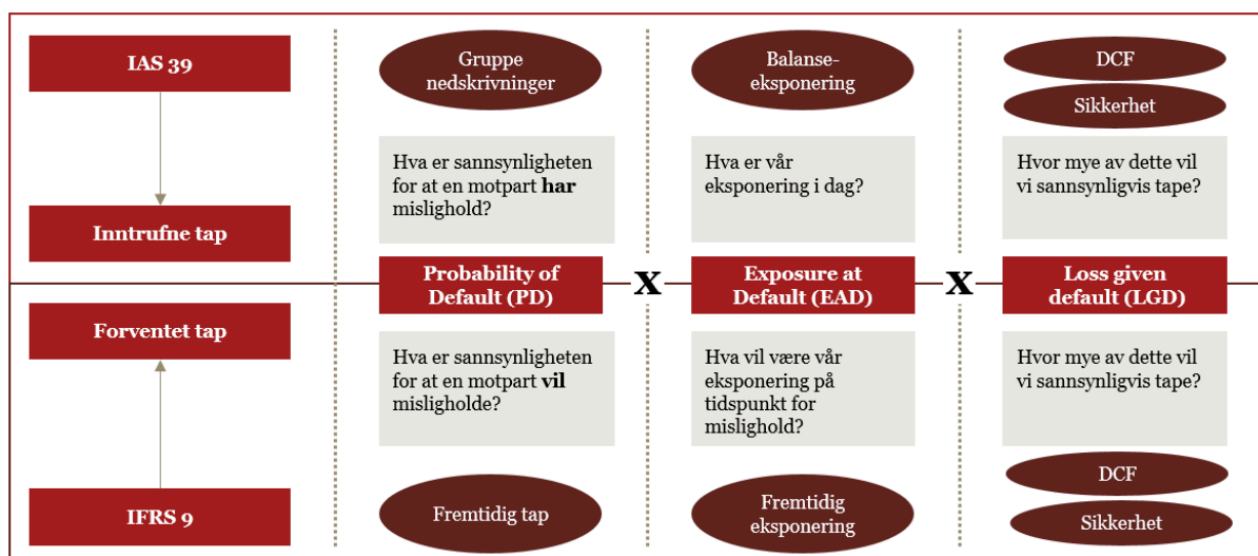 IAS 39
Gruppe
nedskrivninger
Balanse-
eksponering
DCF
Sikkerhet
Hva er sannsynligheten
for at en motpart har
mislighold?
Hva er vår
eksponering i dag?
Hvor mye av dette vil
vi sannsynligvis tape?
Inntrufne tap
Probability of
Default (PD)
X
Exposure at
Default (EAD)
X
Loss given
default (LGD)
Forventet tap
Hva er sannsynligheten
for at en motpart vil
misligholde?
Hva vil være vår
eksponering på
tidspunkt for
mislighold?
Hvor mye av dette vil
vi sannsynligvis tape?
IFRS 9
Fremtidig tap
Fremtidig
eksponering
DCF
Sikkerhet